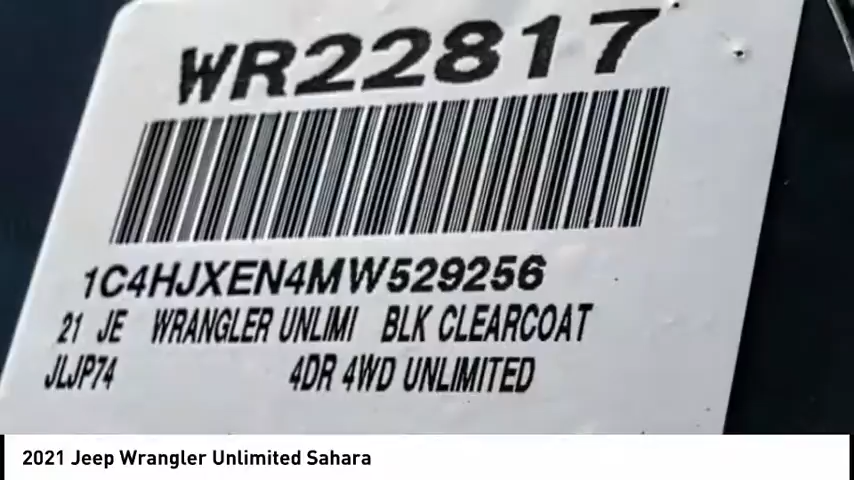 WR22817
1C4HJXEN4MW529256
21 JE WRANGLER UNLIMI BLK CLEARCOAT
JLJP74 4DR 4WD UNLIMITED
2021 Jeep Wrangler Unlimited Sahara